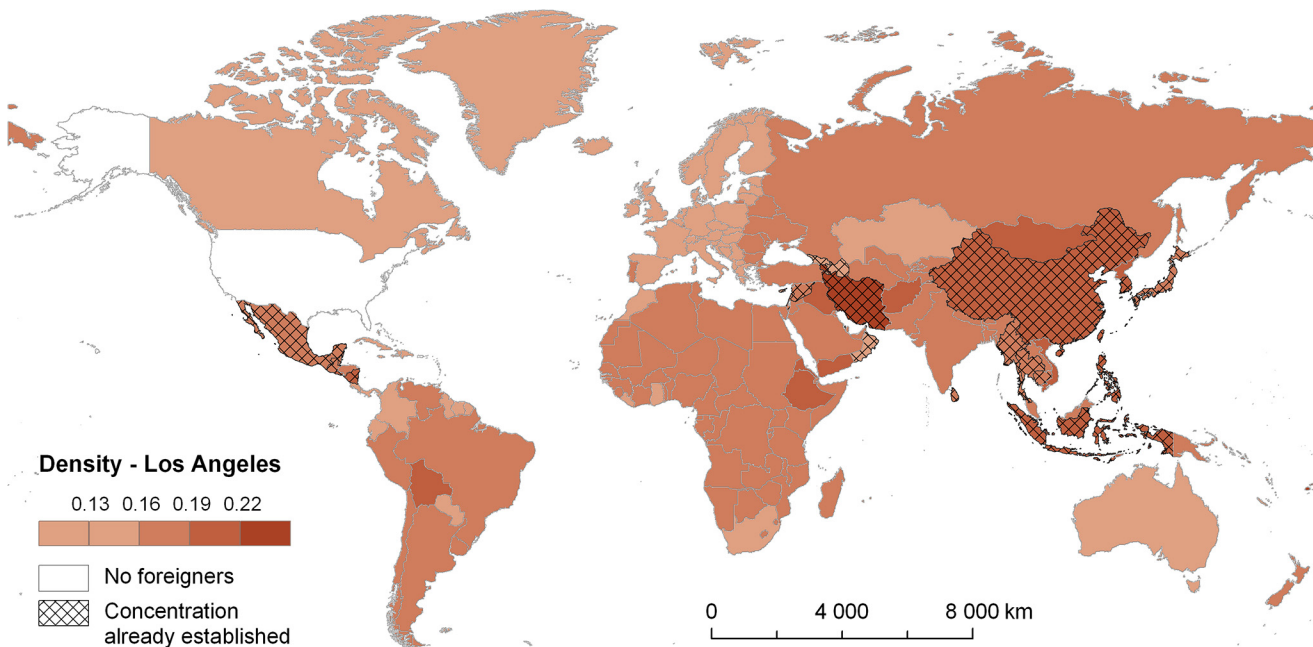 Density - Los Angeles
0.13 0.16 0.19 0.22
No foreigners
Concentration
already established
0 4 000 8 000 km